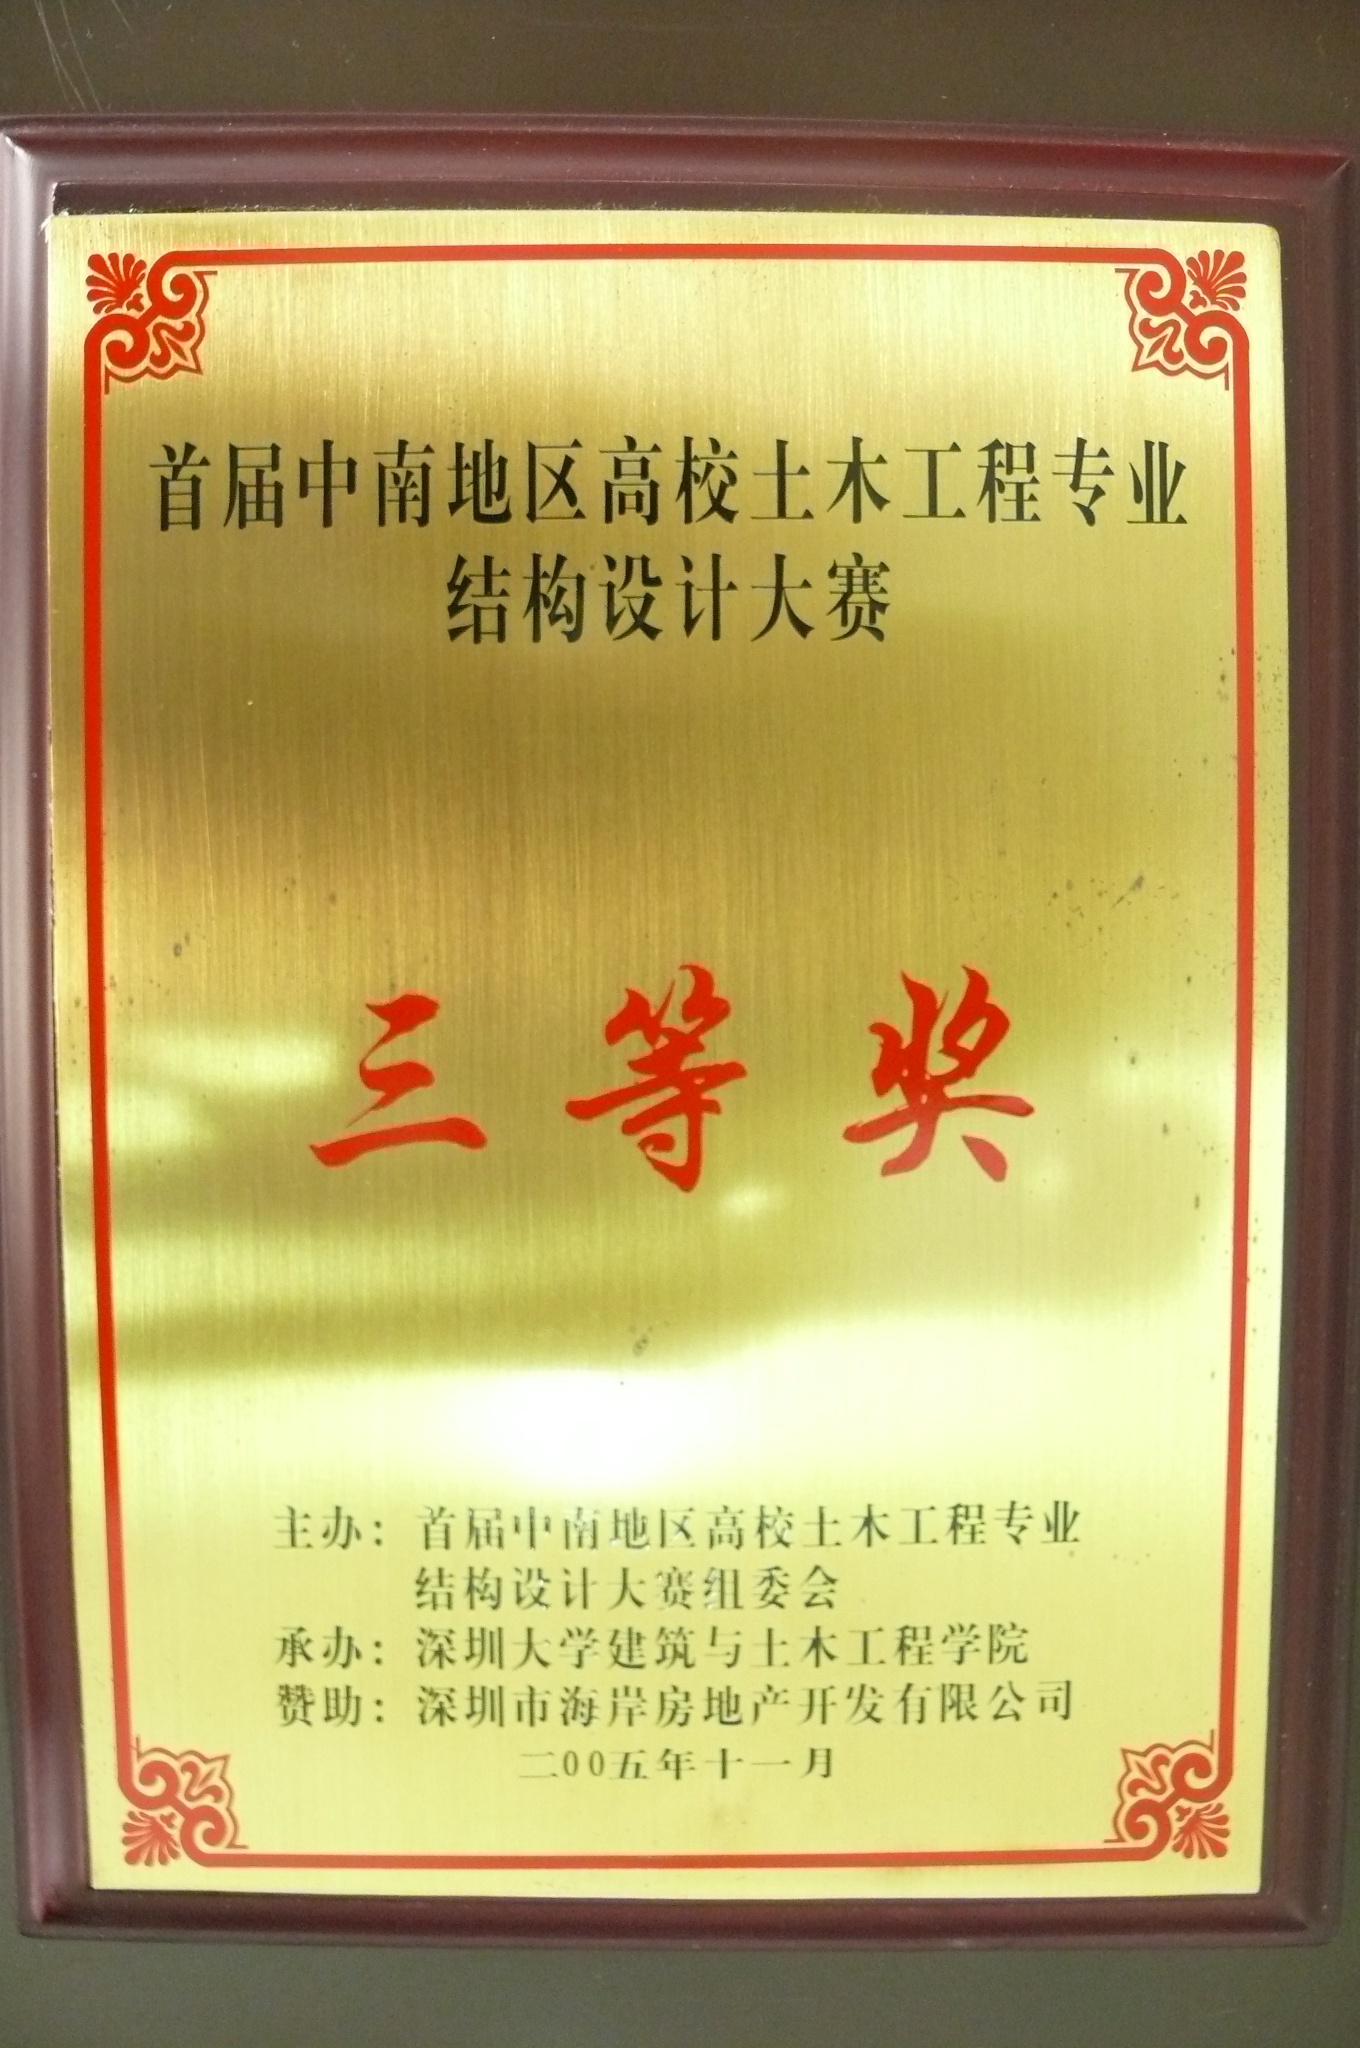 首届中南地区高校土木工程专业
结构设计大赛
三等奖
主办：首届中南地区高校土木工程专业
结构设计大赛组委会
承办：深圳大学建筑与土木工程学院
赞助：深圳市海岸房地产开发有限公司
二00五年十一月